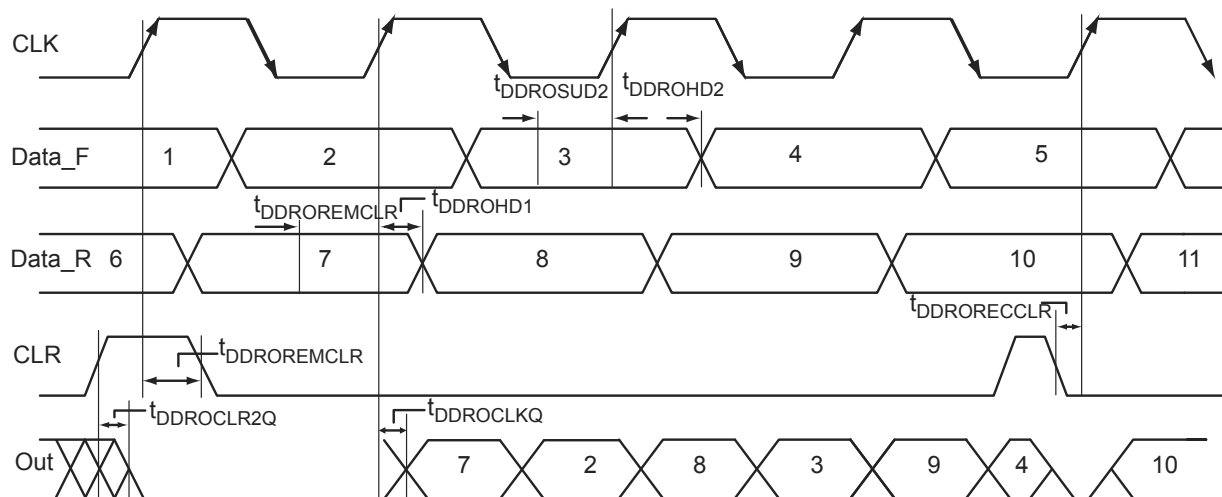 CLK
tDDROSUD2 tDDROHD2
Data_F 1 2 3 4 5
tDDROREMCLR tDDROHD1
Data_R 6 7 8 9 10 11
tDDRORECCLR
CLR tDDROREMCLR
tDDROCLR2Q tDDROCLKQ
Out 7 2 8 3 9 4 10